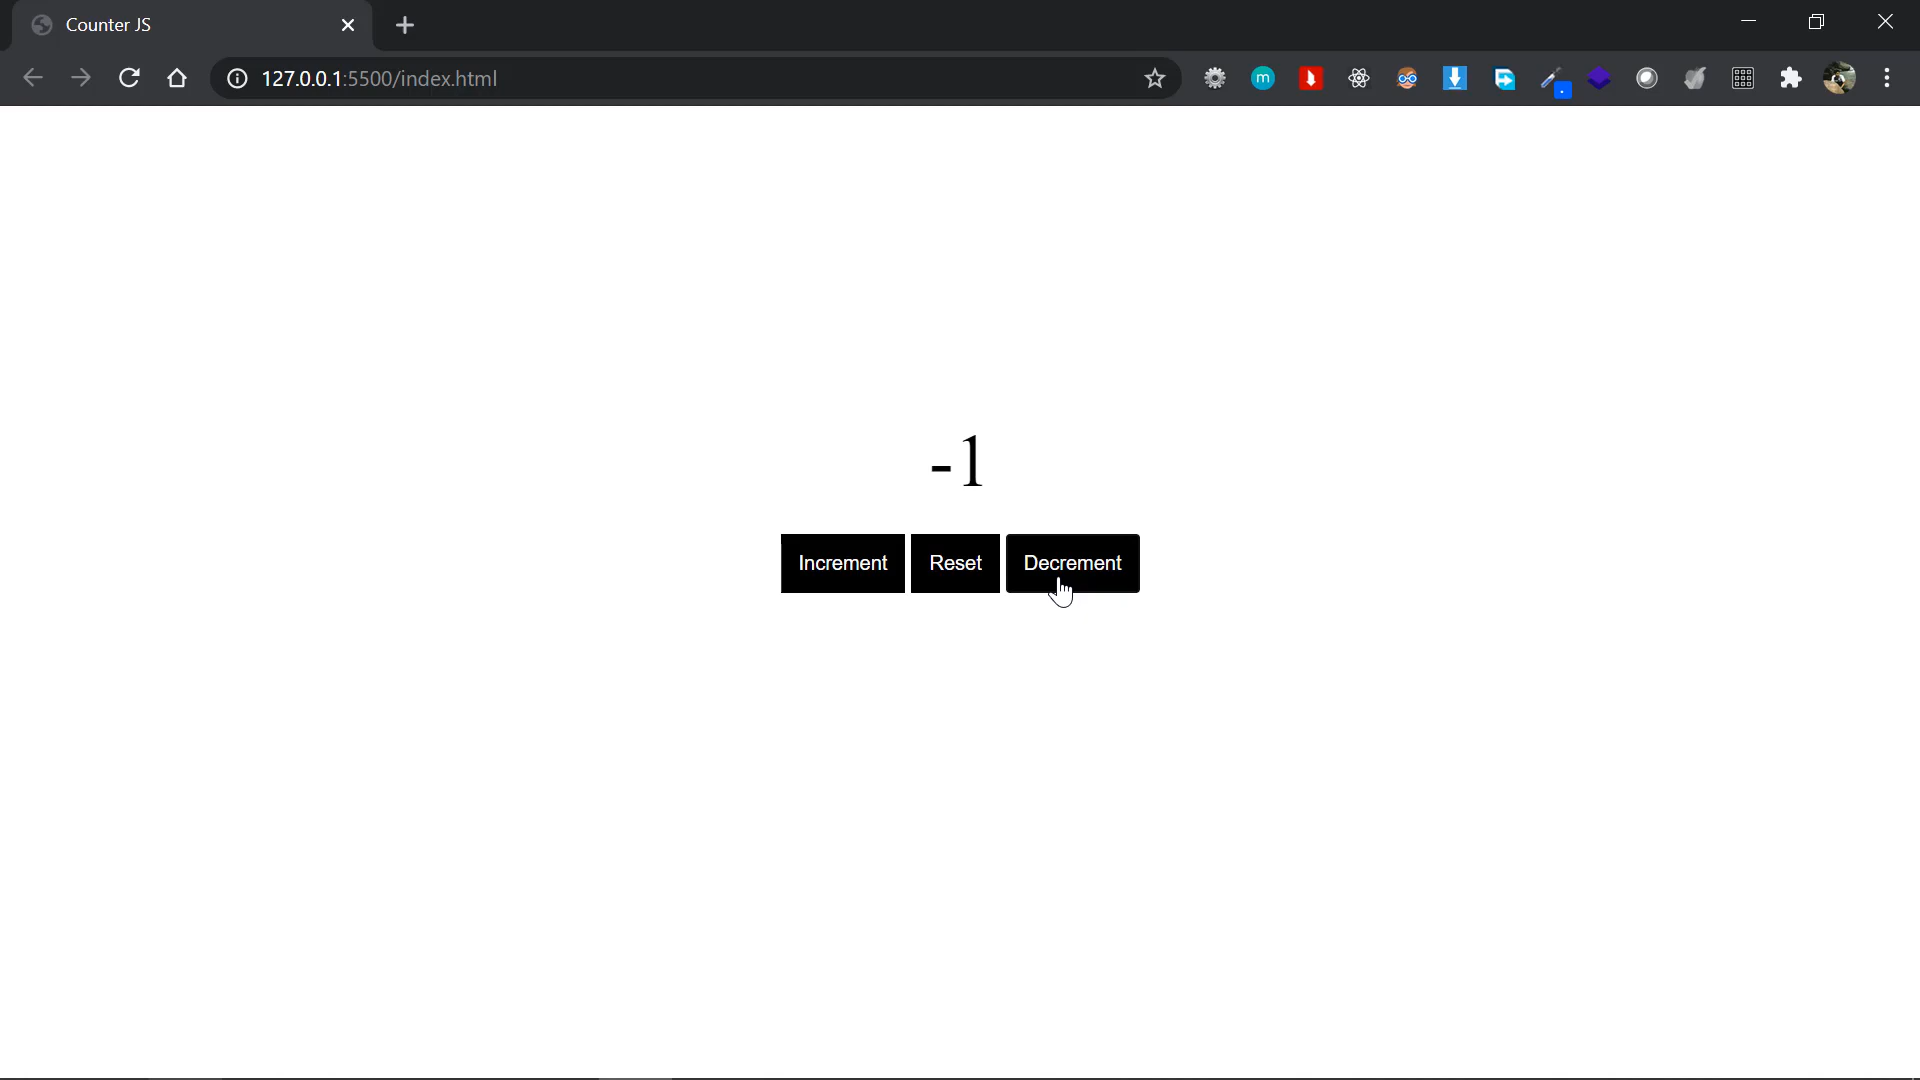 Counter JS
127.0.0.1:5500/index.html
m
-1
Increment Reset Decrement